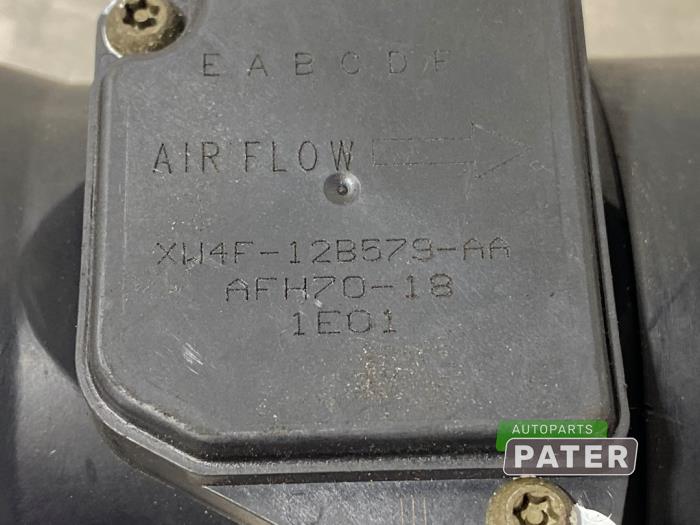 E A B C D F
AIR FLOW
XW4F-12B579-AA
AFH70-18
1E01
AUTOPARTS
PATER